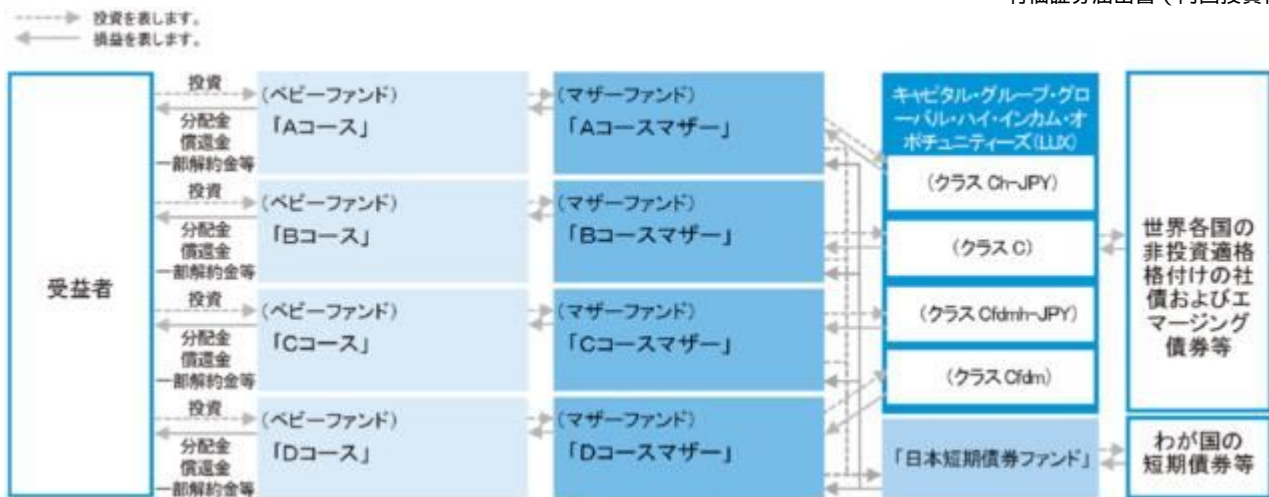 投資を表します。
損益を表します。
受益者
投資
分配金
償還金
一部解約金等
(ベビーファンド)
「Aコース」
(マザーファンド)
「Aコースマザー」
投資
分配金
償還金
一部解約金等
(ベビーファンド)
「Bコース」
(マザーファンド)
「Bコースマザー」
投資
分配金
償還金
一部解約金等
(ベビーファンド)
「Cコース」
(マザーファンド)
「Cコースマザー」
投資
分配金
償還金
一部解約金等
(ベビーファンド)
「Dコース」
(マザーファンド)
「Dコースマザー」
キャピタル・グループ・グロ
ーバル・ハイ・インカム・オ
ポチュニティーズ(LUX)
(クラス Ch-JPY)
(クラス C)
(クラス Cfdmh-JPY)
(クラス Cfdm)
「日本短期債券ファンド」
世界各国の
非投資適格
格付けの社
債およびエ
マージング
債券等
わが国の
短期債券等